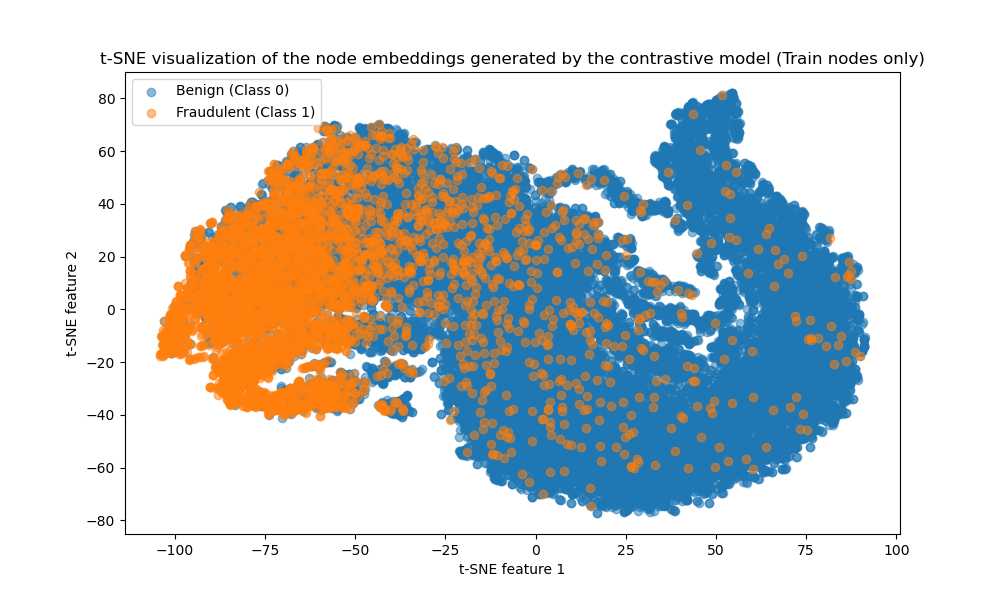 t-SNE visualization of the node embeddings generated by the contrastive model (Train nodes only)
Benign (Class 0)
Fraudulent (Class 1)
80
60
40
20
0
−20
−40
−60
−80
t-SNE feature 2
−100 −75 −50 −25 0 25 50 75 100
t-SNE feature 1